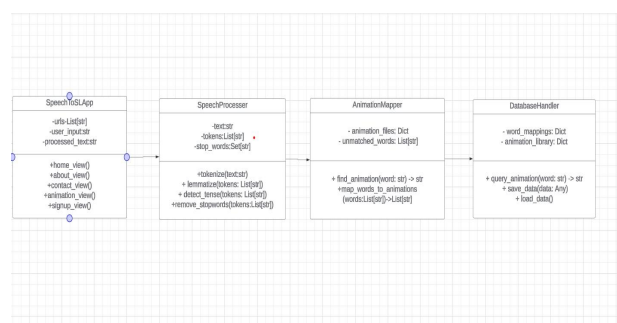 SpeechToSLApp
-urls-List[str]
-user_input:str
-processed_text:str
+home_view()
+about_view()
+contact_view()
+animation_view()
+signup_view()
SpeechProcesser
-text:str
-tokens:List[str]
-stop_words:Set[str]
+tokenize(text:str)
+ lemmatize(tokens: List[str])
+ detect_tense(tokens: List[str])
+remove_stopwords(tokens:List[str])
AnimationMapper
- animation_files: Dict
- unmatched_words: List[str]
+ find_animation(word: str) -> str
+map_words_to_animations
(words:List[str])->List[str]
DatabaseHandler
- word_mappings: Dict
- animation_library: Dict
+ query_animation(word: str) -> str
+ save_data(data: Any)
+ load_data()